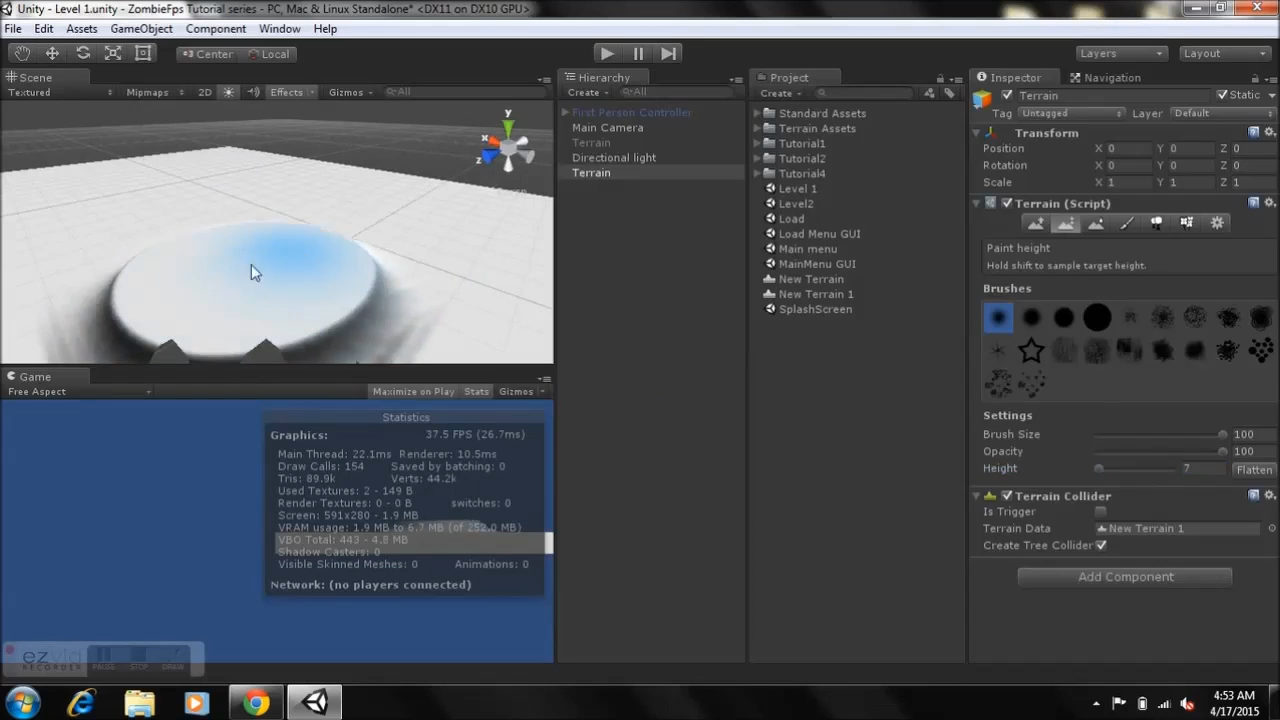 Unity - Level 1.unity - ZombieFps Tutorial series - PC, Mac & Linux Standalone* <DX11 on DX10 GPU>
File Edit Assets GameObject Component Window Help
Center Local
Layers Layout
Scene
Textured Mipmaps 2D Effects Gizmos All
y
x
z
Game
Free Aspect Maximize on Play Stats Gizmos
Statistics
Graphics: 37.5 FPS (26.7ms)
Main Thread: 22.1ms Renderer: 10.5ms
Draw Calls: 154 Saved by batching: 0
Tris: 89.9k Verts: 44.2k
Used Textures: 2 - 149 B
Render Textures: 0 - 0 B switches: 0
Screen: 591x280 - 1.9 MB
VRAM usage: 1.9 MB to 6.7 MB (of 252.0 MB)
VBO Total: 443 - 4.8 MB
Shadow Casters: 0
Visible Skinned Meshes: 0 Animations: 0
Network: (no players connected)
ezvid
RECORDER
PAUSE STOP DRAW
Hierarchy
Create All
First Person Controller
Main Camera
Terrain
Directional light
Terrain
Project
Create
Standard Assets
Terrain Assets
Tutorial1
Tutorial2
Tutorial4
Level 1
Level2
Load
Load Menu GUI
Main menu
MainMenu GUI
New Terrain
New Terrain 1
SplashScreen
Inspector Navigation
Terrain Static
Tag Untagged Layer Default
Transform
Position X 0 Y 0 Z 0
Rotation X 0 Y 0 Z 0
Scale X 1 Y 1 Z 1
Terrain (Script)
Paint height
Hold shift to sample target height.
Brushes
Settings
Brush Size 100
Opacity 100
Height 7 Flatten
Terrain Collider
Is Trigger
Terrain Data New Terrain 1
Create Tree Collider
Add Component
4:53 AM
4/17/2015